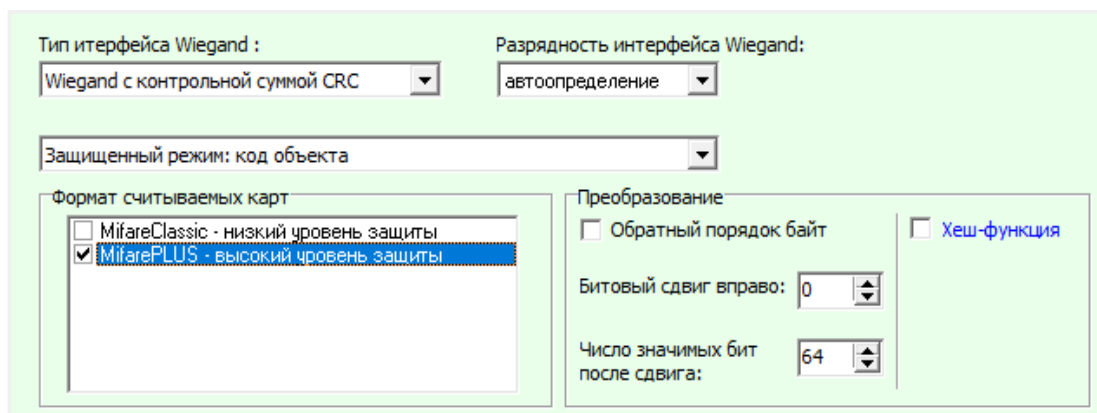 Тип итерфейса Wiegand :
Разрядность интерфейса Wiegand:
Wiegand с контрольной суммой CRC
автоопределение
Защищенный режим: код объекта
Формат считываемых карт
MifareClassic - низкий уровень защиты
MifarePLUS - высокий уровень защиты
Преобразование
Обратный порядок байт
Хеш-функция
Битовый сдвиг вправо:
0
Число значимых бит
после сдвига:
64